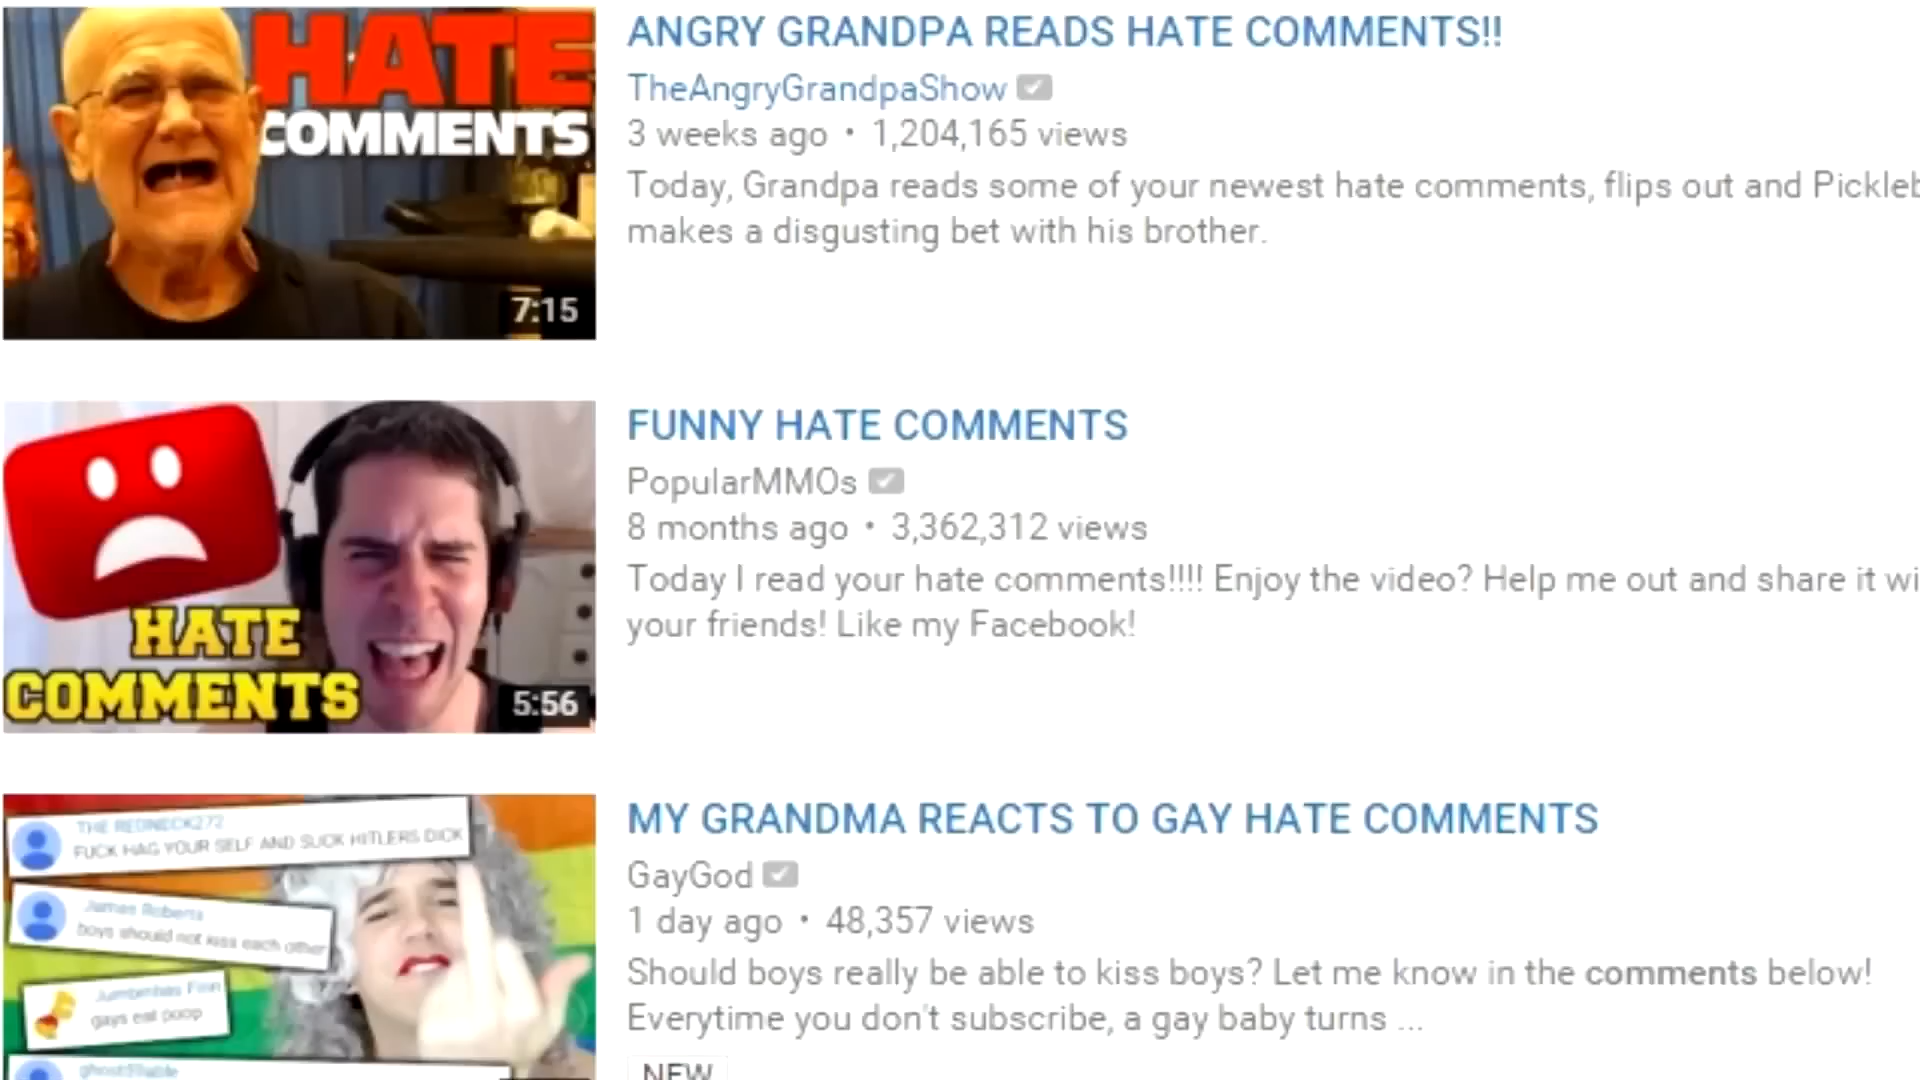 HATE
COMMENTS
7:15
ANGRY GRANDPA READS HATE COMMENTS!!
TheAngryGrandpaShow
3 weeks ago • 1,204,165 views
Today, Grandpa reads some of your newest hate comments, flips out and Pickleb
makes a disgusting bet with his brother.
HATE
COMMENTS
5:56
FUNNY HATE COMMENTS
PopularMMOs
8 months ago • 3,362,312 views
Today I read your hate comments!!!! Enjoy the video? Help me out and share it wi
your friends! Like my Facebook!
THE REDNECK272
FUCK HAG YOUR SELF AND SUCK HITLERS DICK
James Roberts
boys should not kiss each other
Finn
gays eat poop
MY GRANDMA REACTS TO GAY HATE COMMENTS
GayGod
1 day ago • 48,357 views
Should boys really be able to kiss boys? Let me know in the comments below!
Everytime you don't subscribe, a gay baby turns ...
NEW